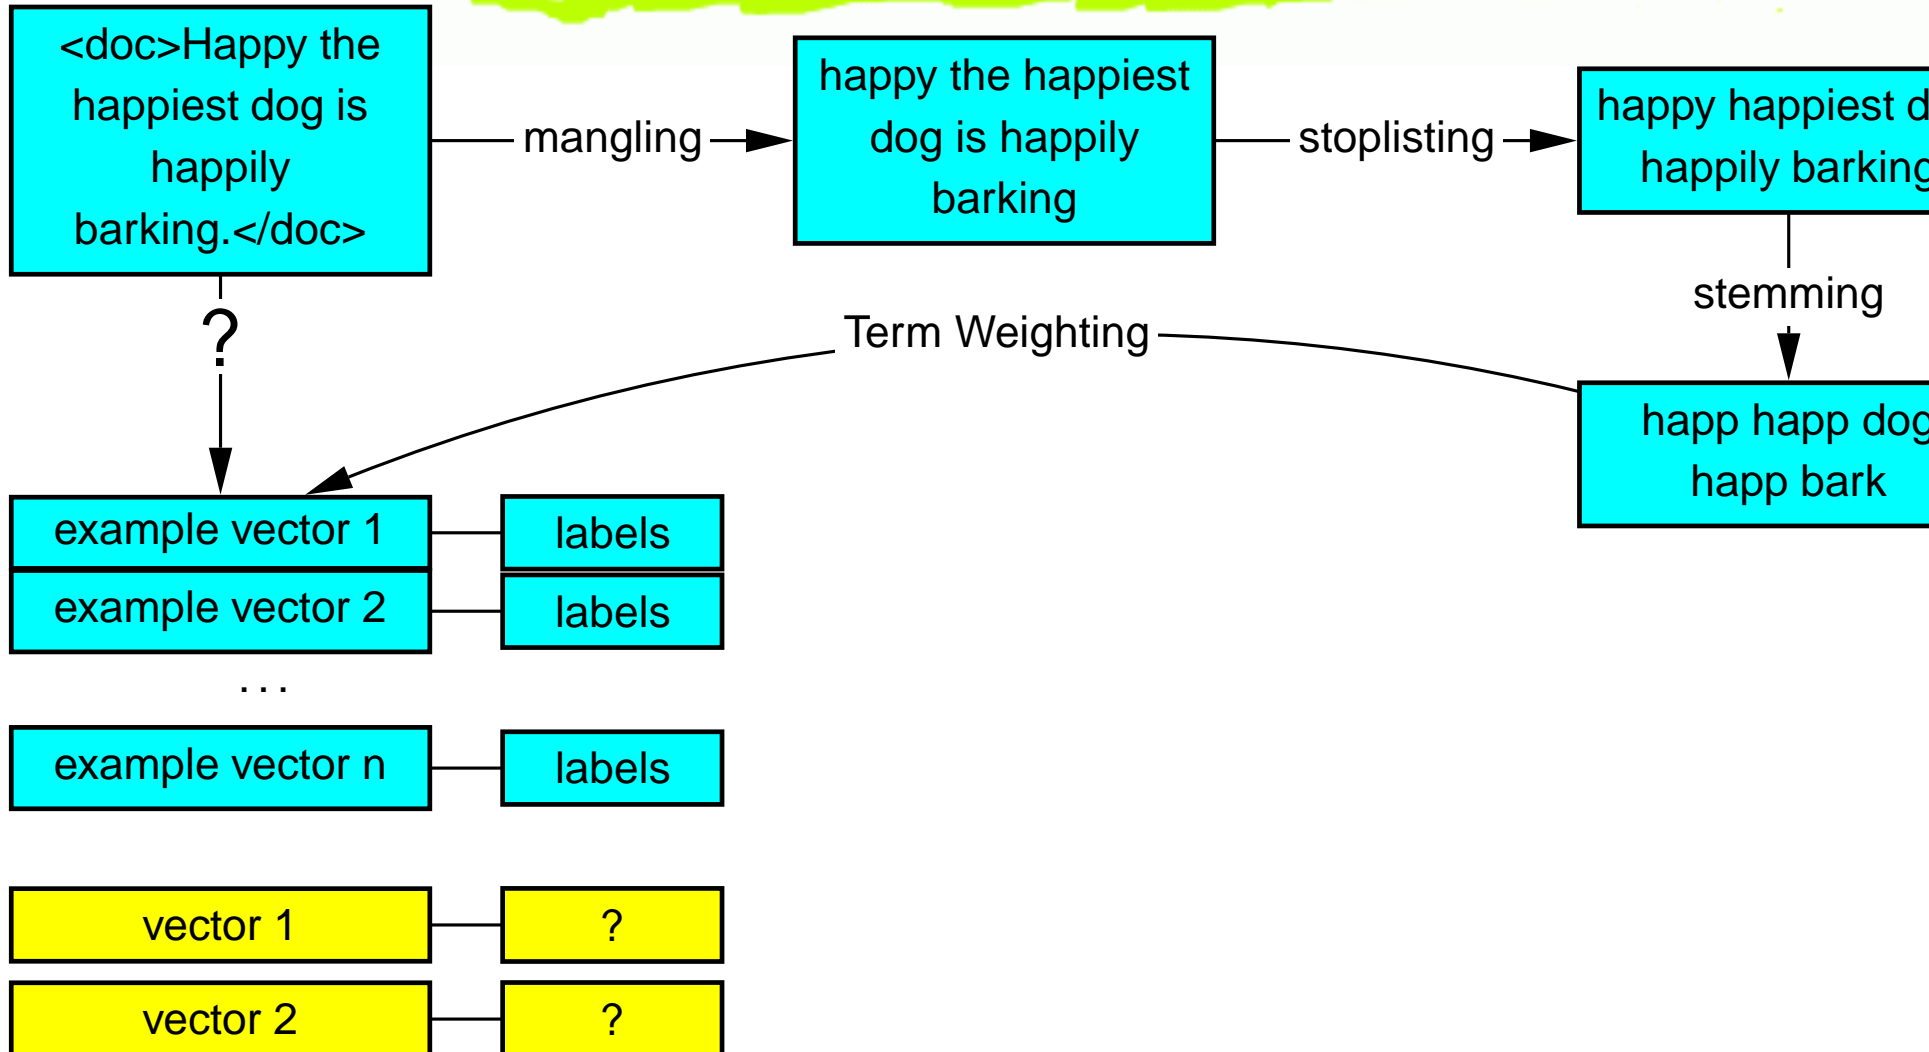 <doc>Happy the
happiest dog is
happily
barking.</doc>
mangling
happy the happiest
dog is happily
barking
stoplisting
happy happiest
happily barking
stemming
?
Term Weighting
happ happ dog
happ bark
example vector 1
labels
example vector 2
labels
...
example vector n
labels
vector 1
?
vector 2
?